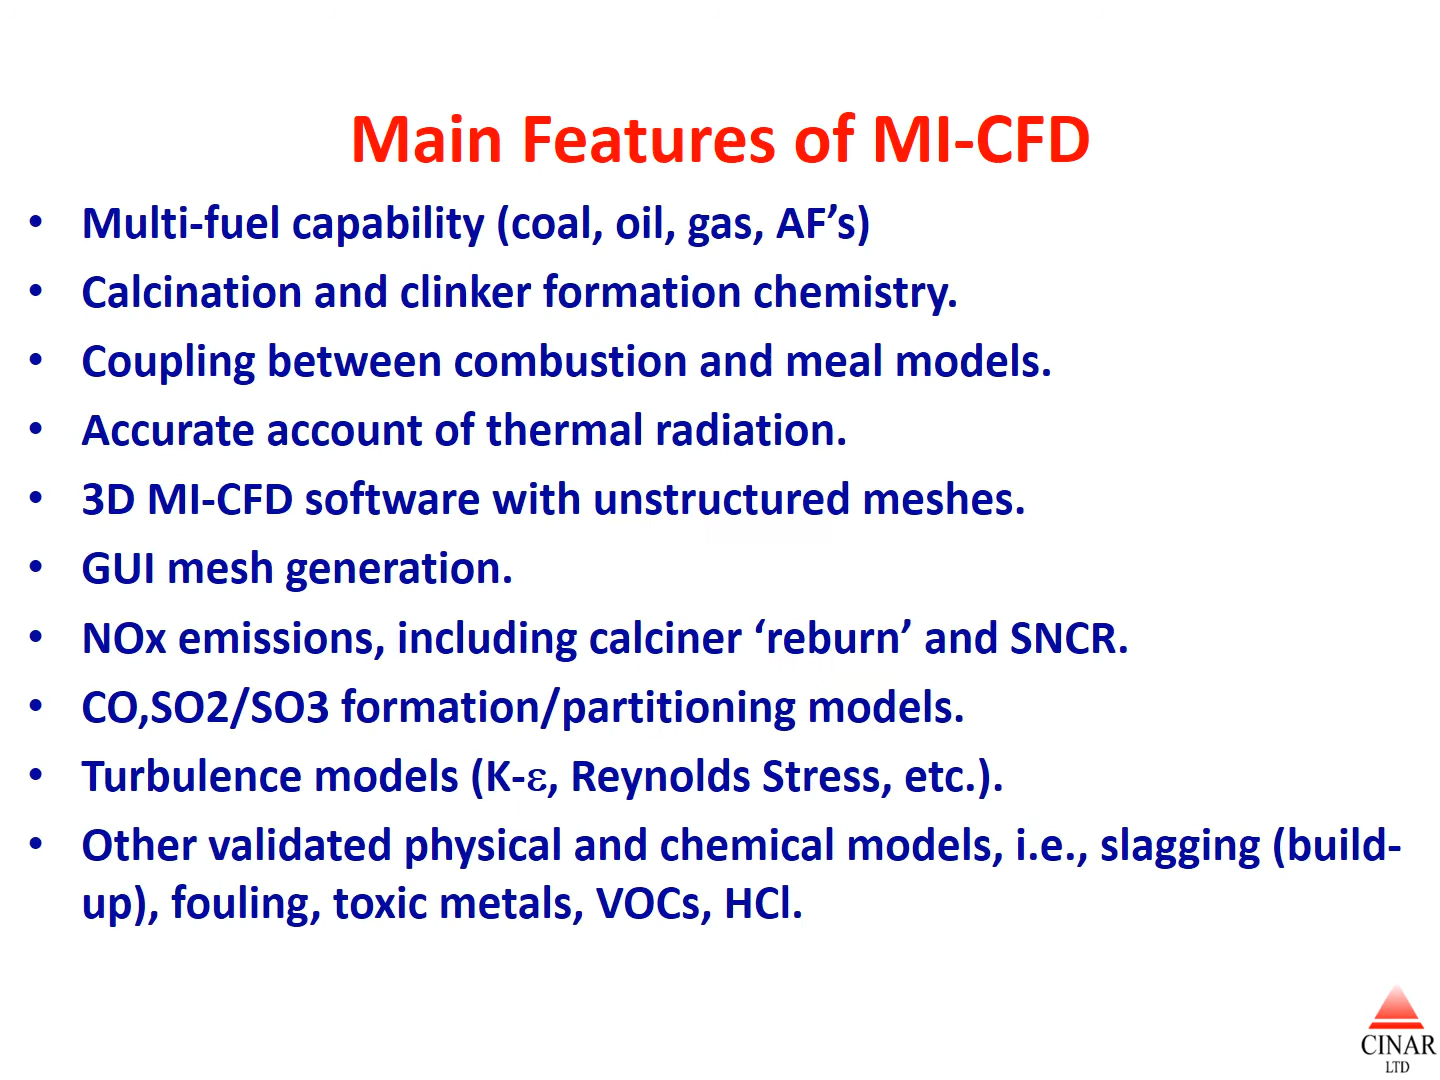 Main Features of MI-CFD
• Multi-fuel capability (coal, oil, gas, AF’s)
• Calcination and clinker formation chemistry.
• Coupling between combustion and meal models.
• Accurate account of thermal radiation.
• 3D MI-CFD software with unstructured meshes.
• GUI mesh generation.
• NOx emissions, including calciner ‘reburn’ and SNCR.
• CO,SO2/SO3 formation/partitioning models.
• Turbulence models (K-ε, Reynolds Stress, etc.).
• Other validated physical and chemical models, i.e., slagging (build-
up), fouling, toxic metals, VOCs, HCl.
CINAR
LTD